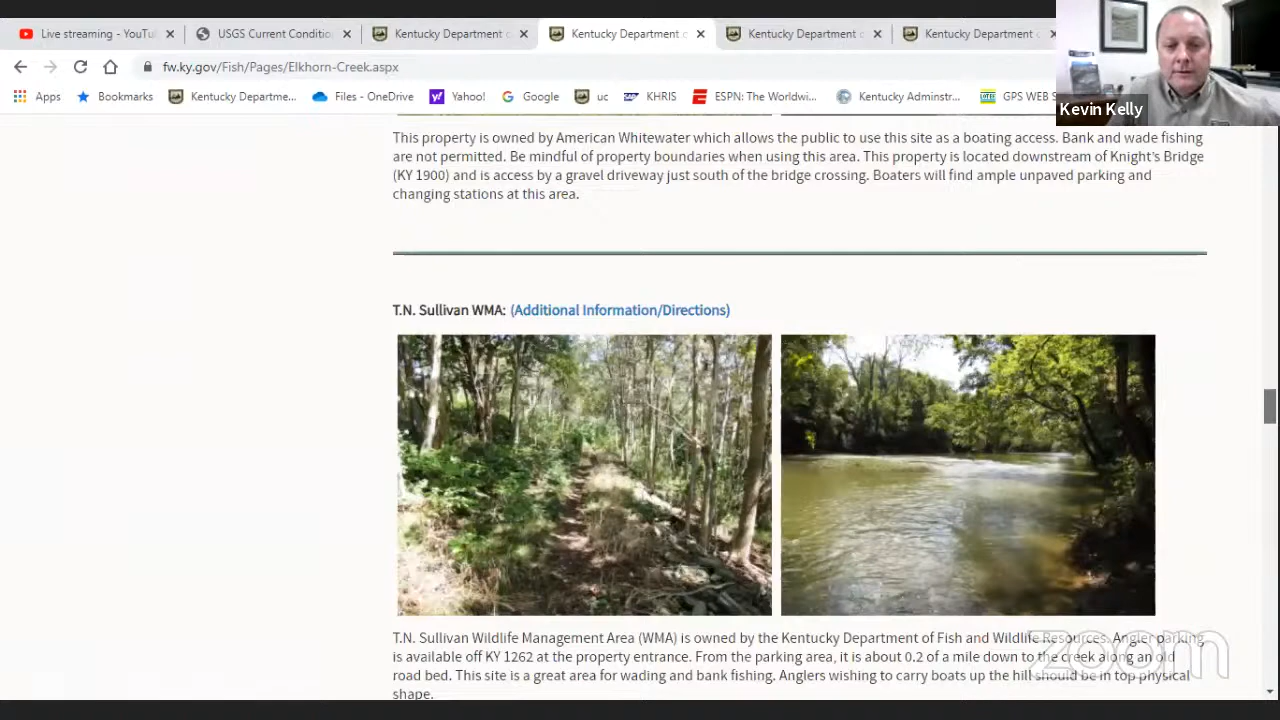 Live streaming - YouTu
USGS Current Conditio
Kentucky Department o
Kentucky Department o
Kentucky Department o
Kentucky Department o
fw.ky.gov/Fish/Pages/Elkhorn-Creek.aspx
Apps
Bookmarks
Kentucky Departme...
Files - OneDrive
Yahoo!
Google
uc
KHRIS
ESPN: The Worldwi...
Kentucky Adminstr...
GPS WEB S
Kevin Kelly
This property is owned by American Whitewater which allows the public to use this site as a boating access. Bank and wade fishing
are not permitted. Be mindful of property boundaries when using this area. This property is located downstream of Knight's Bridge
(KY 1900) and is access by a gravel driveway just south of the bridge crossing. Boaters will find ample unpaved parking and
changing stations at this area.
T.N. Sullivan WMA: (Additional Information/Directions)
T.N. Sullivan Wildlife Management Area (WMA) is owned by the Kentucky Department of Fish and Wildlife Resources. Angler parking
is available off KY 1262 at the property entrance. From the parking area, it is about 0.2 of a mile down to the creek along an old
road bed. This site is a great area for wading and bank fishing. Anglers wishing to carry boats up the hill should be in top physical
shape.
zoom